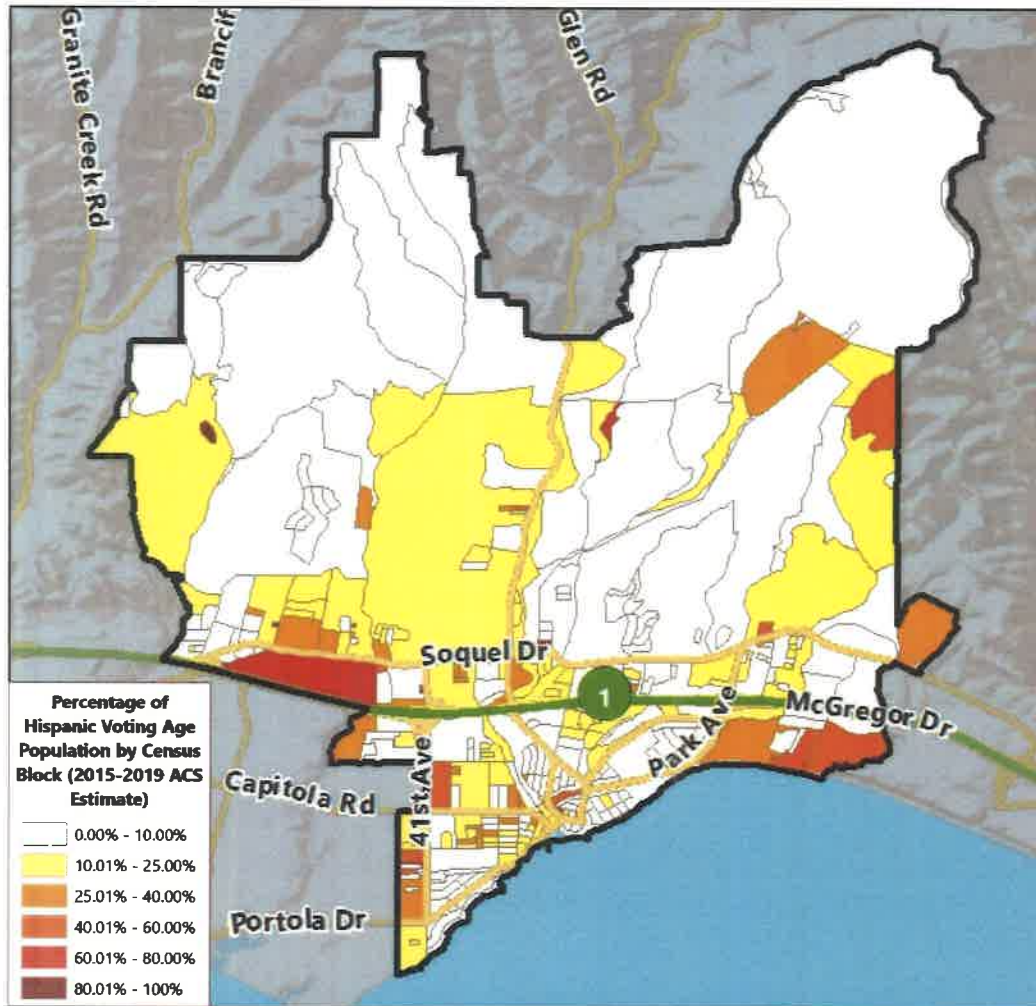 Granite Creek Rd
Brancif
Glen Rd
Soquel Dr
1
McGregor Dr
Park Ave
41st Ave
Capitola Rd
Portola Dr
Percentage of
Hispanic Voting Age
Population by Census
Block (2015-2019 ACS
Estimate)
0.00% - 10.00%
10.01% - 25.00%
25.01% - 40.00%
40.01% - 60.00%
60.01% - 80.00%
80.01% - 100%